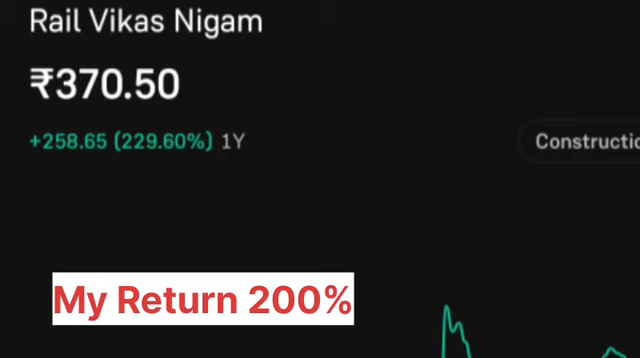 Rail Vikas Nigam
₹370.50
+258.65 (229.60%) 1Y
Constructio
My Return 200%